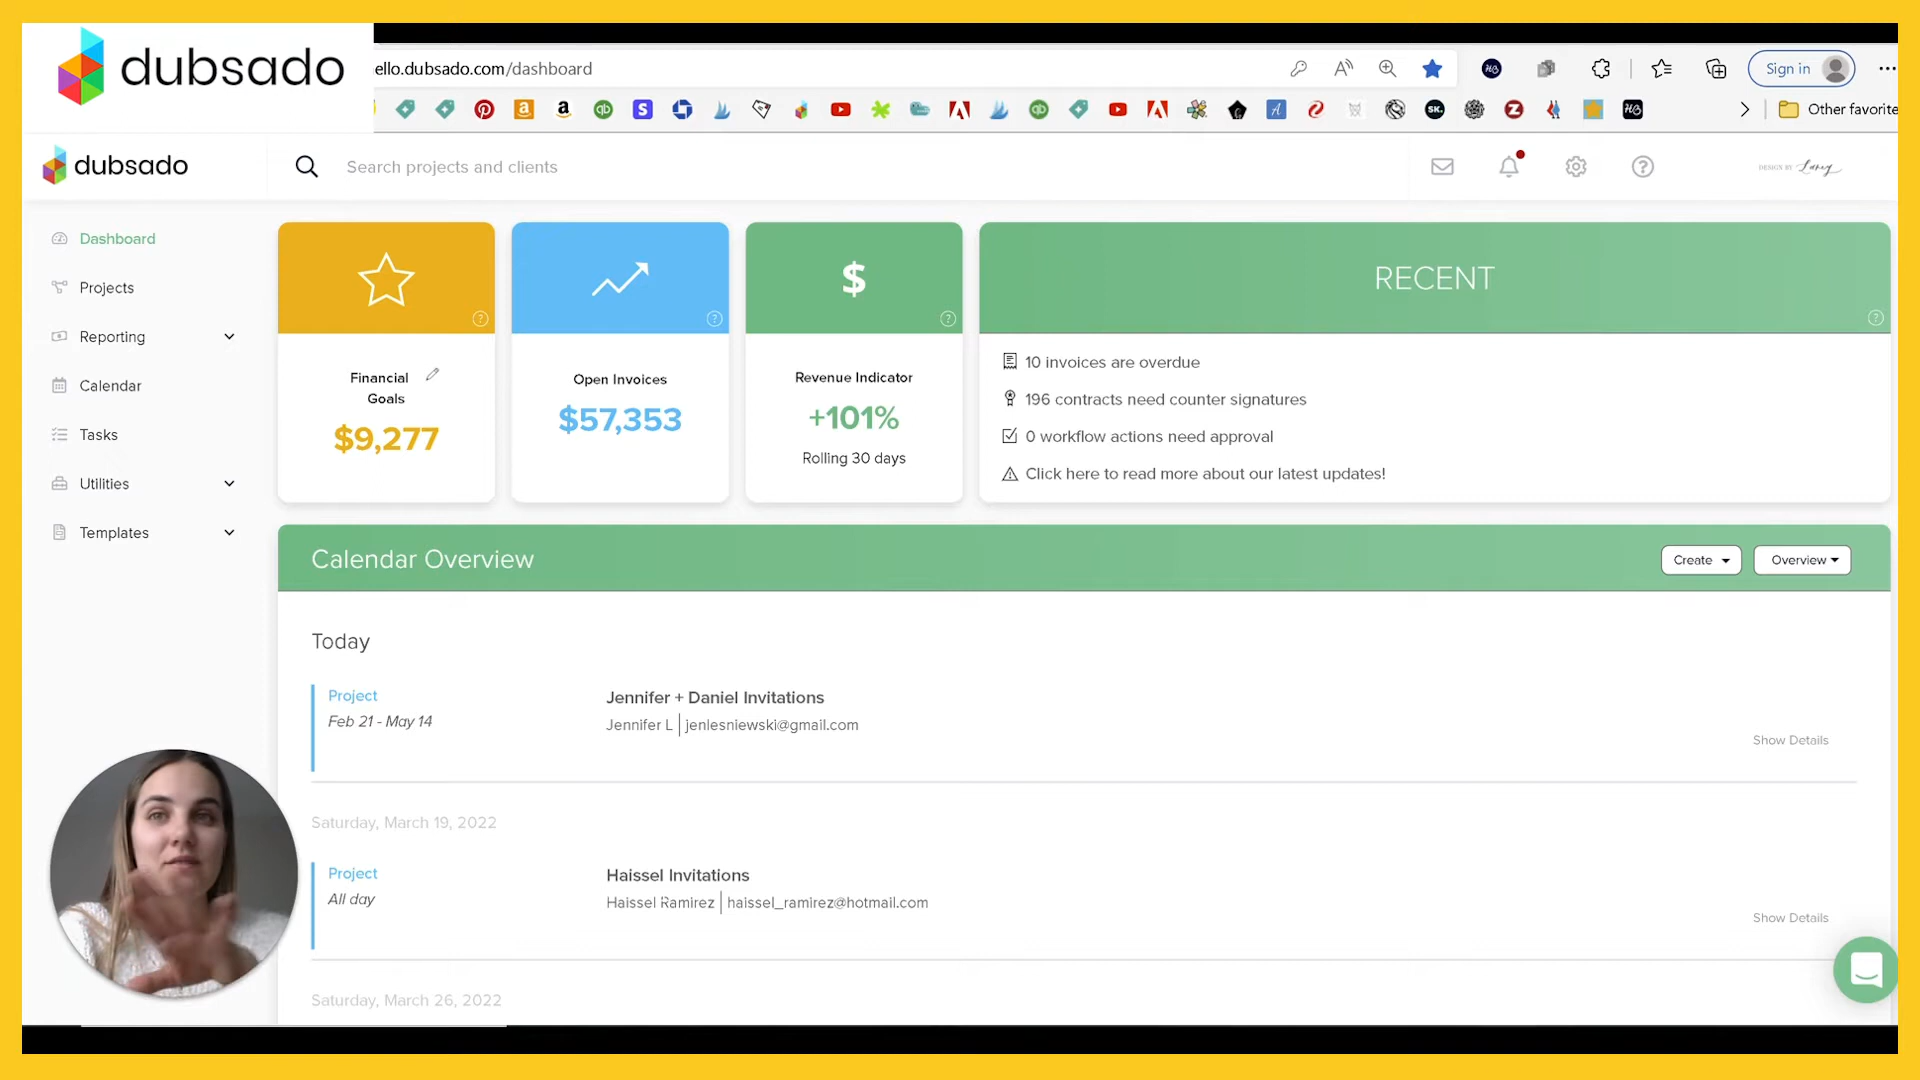 dubsado
ello.dubsado.com/dashboard
Sign in
Other favorite
dubsado
Search projects and clients
DESIGN BY Laney
Dashboard
Projects
Reporting
Calendar
Tasks
Utilities
Templates
Financial
Goals
$9,277
Open Invoices
$57,353
$
Revenue Indicator
+101%
Rolling 30 days
RECENT
10 invoices are overdue
196 contracts need counter signatures
0 workflow actions need approval
Click here to read more about our latest updates!
Calendar Overview
Create
Overview
Today
Project
Feb 21 - May 14
Jennifer + Daniel Invitations
Jennifer L | jenlesniewski@gmail.com
Show Details
Saturday, March 19, 2022
Project
All day
Haissel Invitations
Haissel Ramirez | haissel_ramirez@hotmail.com
Show Details
Saturday, March 26, 2022